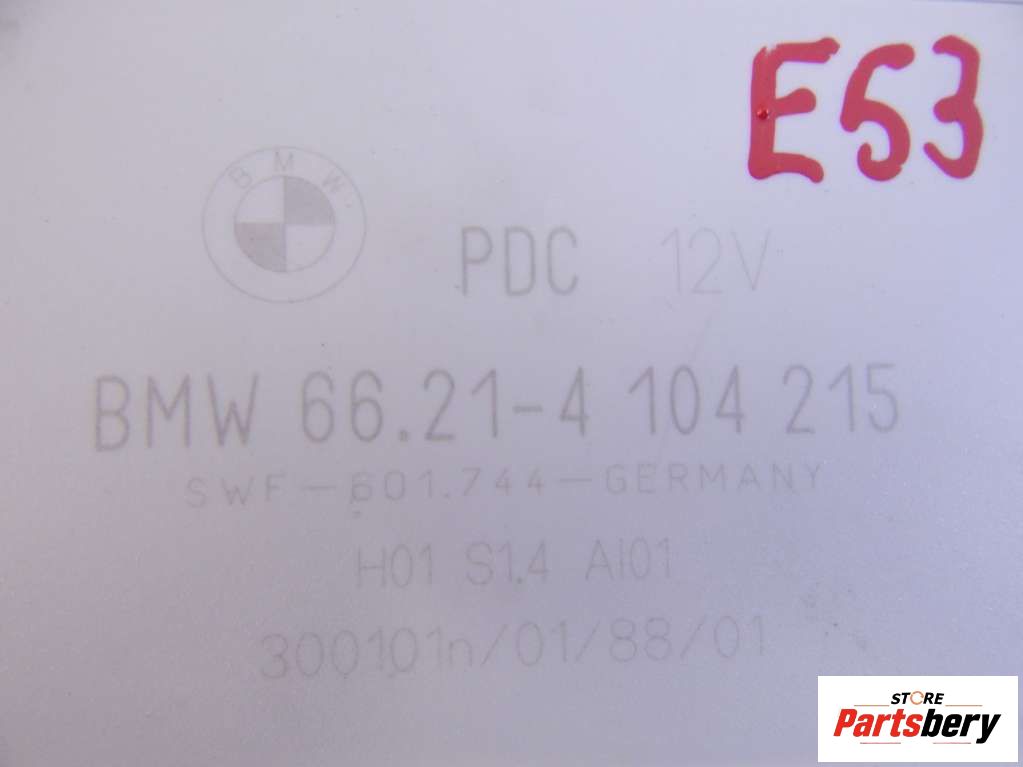 E53
BMW
PDC 12V
BMW 66.21-4 104 215
SWF-601.744-GERMANY
H01 S1.4 AI01
300101n/01/88/01
STORE
Partsbery